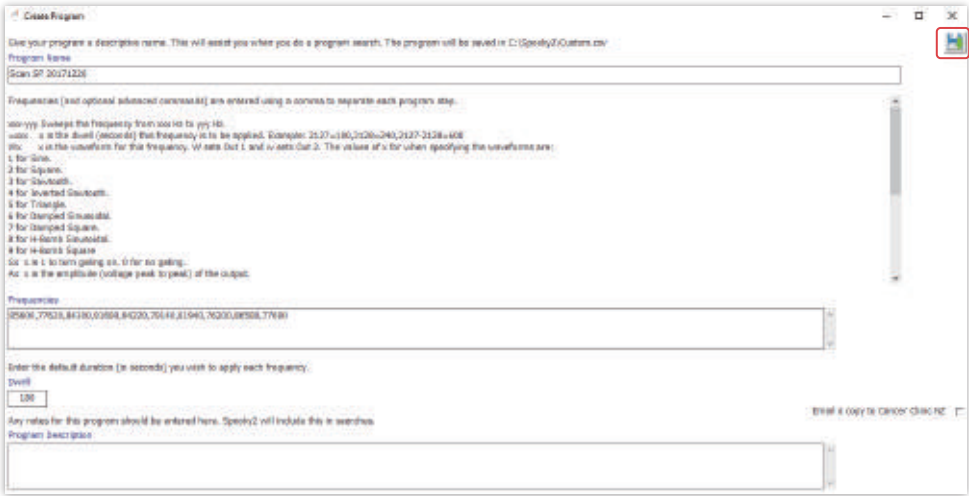 Create Program
Give your program a descriptive name. This will assist you when you do a program search. The program will be saved in C:\Spooky2\Custom.csv
Program Name
Scan SP 20171228
Frequencies (and optional advanced commands) are entered using a comma to separate each program step.
xxx-yyy Sweeps the frequency from xxx Hz to yyy Hz.
=xxx x is the dwell (seconds) this frequency is to be applied. Example: 2127=180,2128=240,2127-2128=600
Wx x is the waveform for this frequency. W sets Out 1 and w sets Out 2. The values of x for when specifying the waveforms are:
1 for Sine.
2 for Square.
3 for Sawtooth.
4 for Inverted Sawtooth.
5 for Triangle.
6 for Damped Sinusoidal.
7 for Damped Square.
8 for H-Bomb Sinusoidal.
9 for H-Bomb Square
Gx x is 1 to turn gating on, 0 for no gating.
Ax x is the amplitude (voltage peak to peak) of the output.
Frequencies
Enter the default duration (in seconds) you wish to apply each frequency.
Dwell
180
Email a copy to Cancer Clinic NZ
Any notes for this program should be entered here. Spooky2 will include this in searches.
Program Description